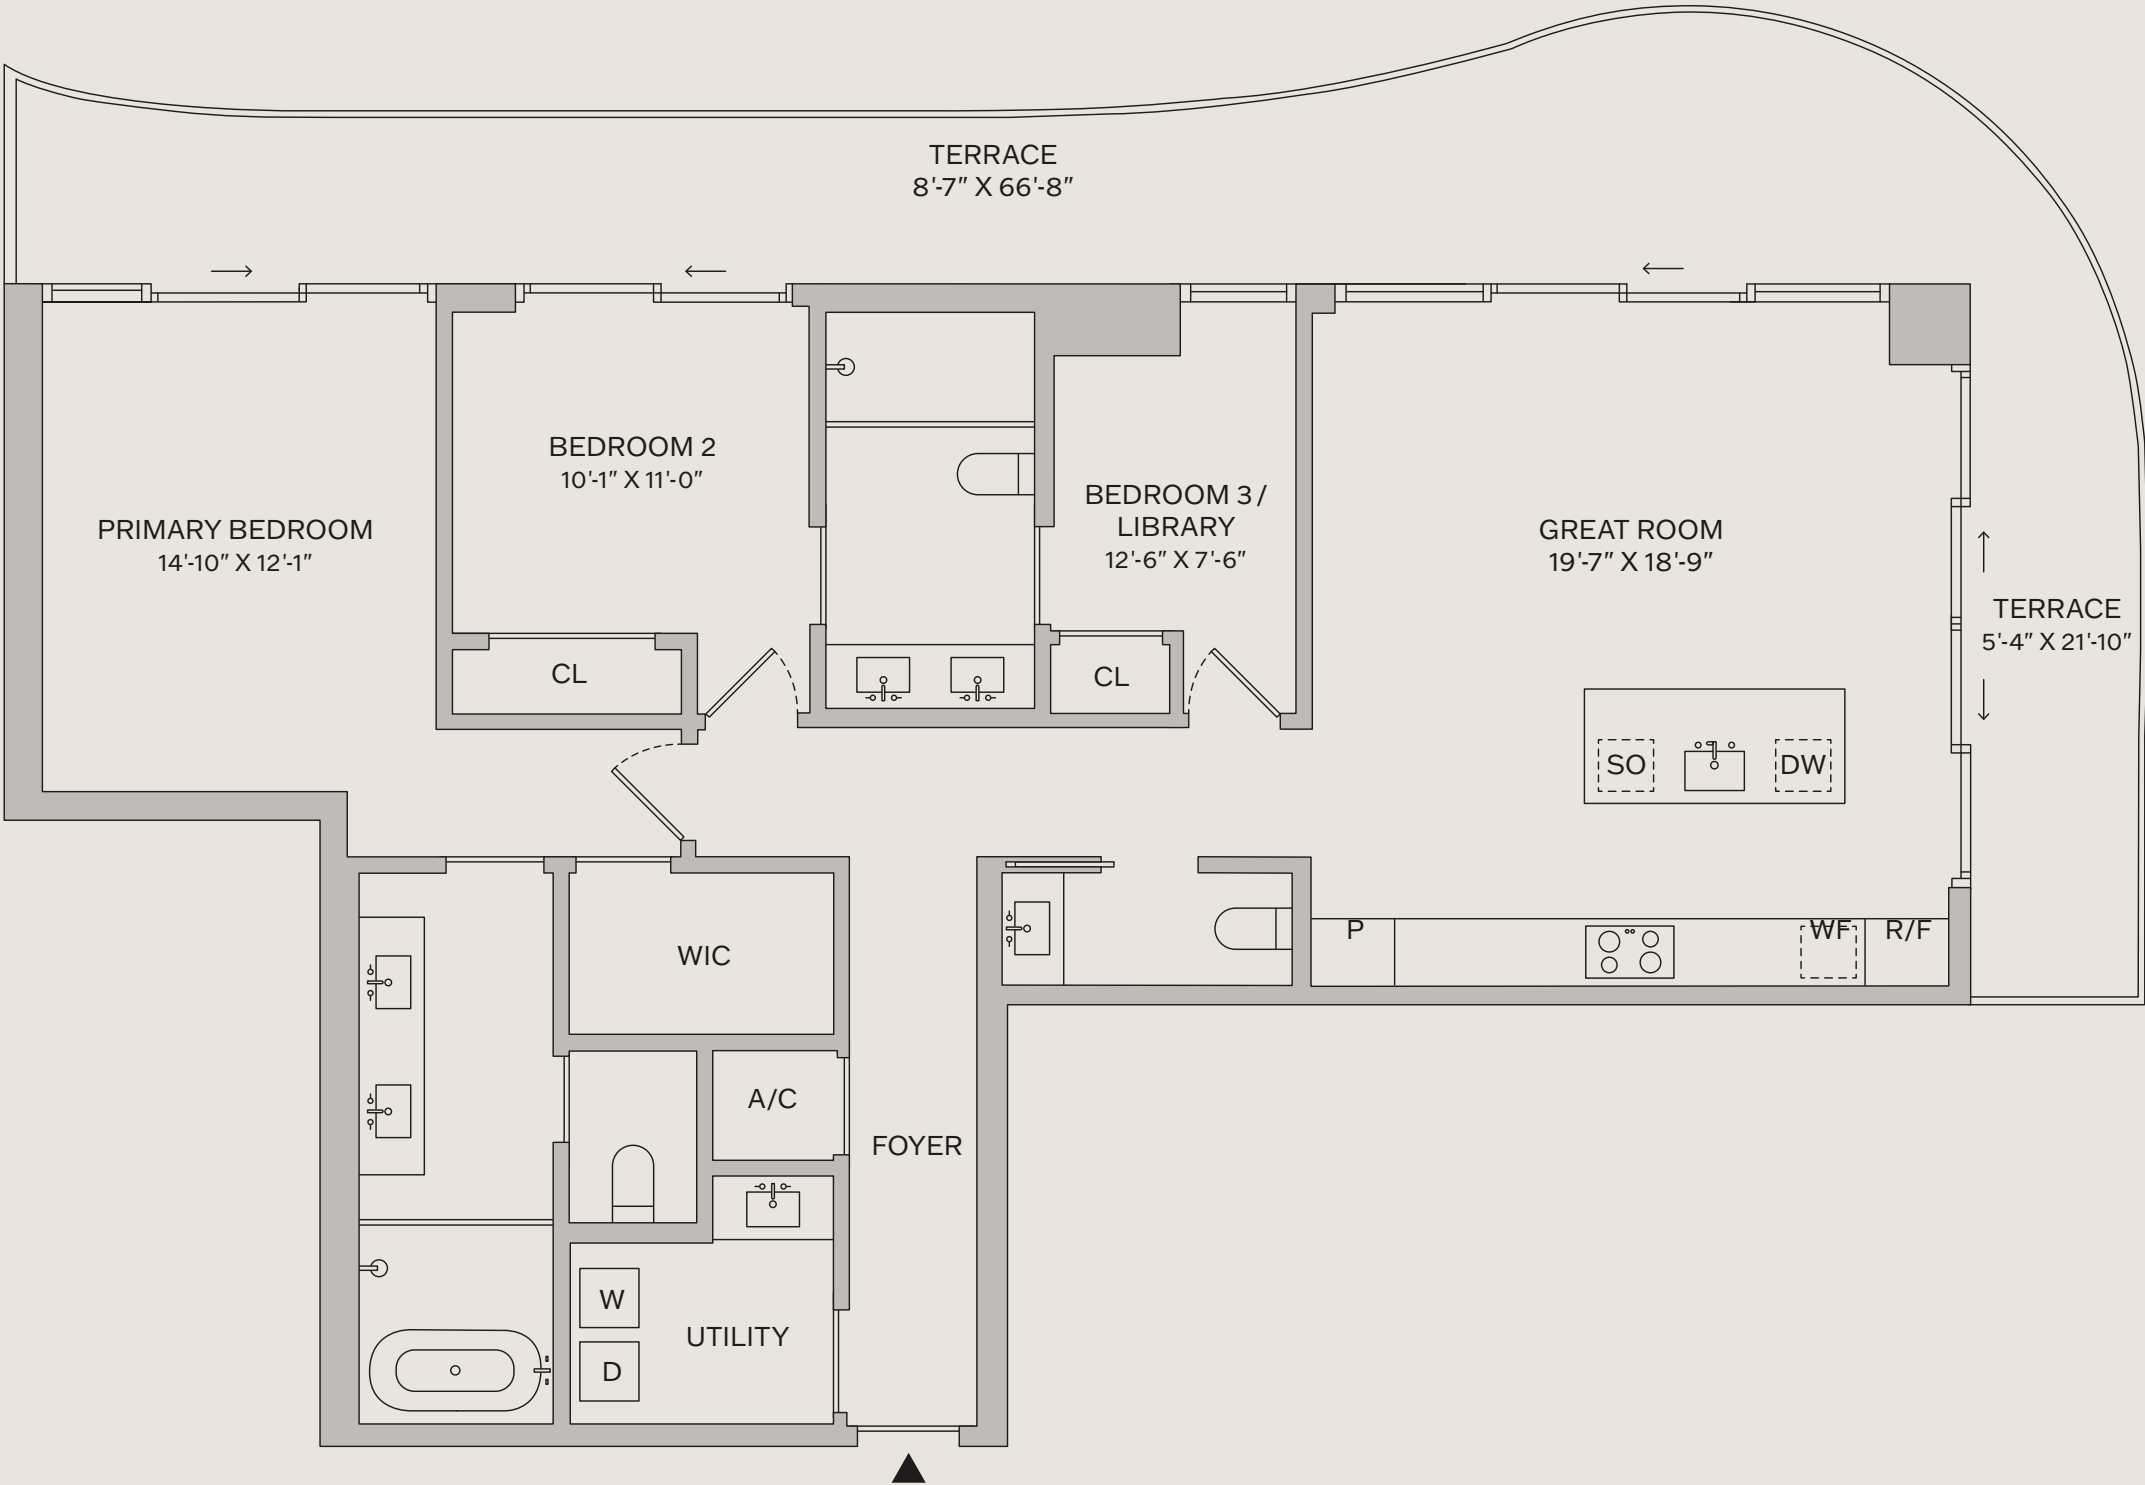 TERRACE
8'-7" X 66'-8"
BEDROOM 2
10'-1" X 11'-0"
BEDROOM 3 /
LIBRARY
12'-6" X 7'-6"
PRIMARY BEDROOM
14'-10" X 12'-1"
GREAT ROOM
19'-7" X 18'-9"
TERRACE
5'-4" X 21'-10"
CL
CL
SO
DW
P
WF
R/F
WIC
A/C
FOYER
W
UTILITY
D